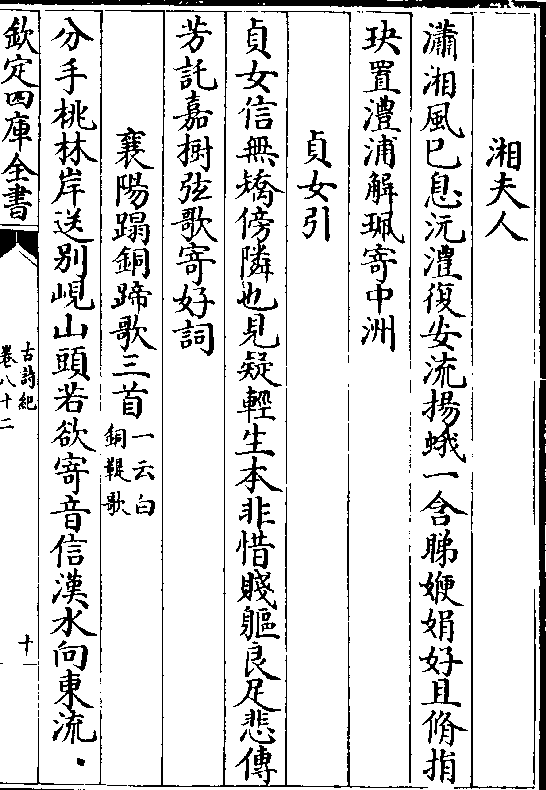 湘夫人
瀟湘風已息沅澧復安流揚蛾一含睇㛹娟好且脩指
玦置澧浦解珮寄中洲
貞女引
貞女信無矯傍隣也見疑輕生本非惜賤軀良足悲傳
芳託嘉樹弦歌寄好詞
襄陽蹋銅蹄歌三首一云白銅鞮歌
分手桃林岸送別峴山頭若欲寄音信漢水向東流
欽定四庫全書
古詩紀
卷八十二
十一